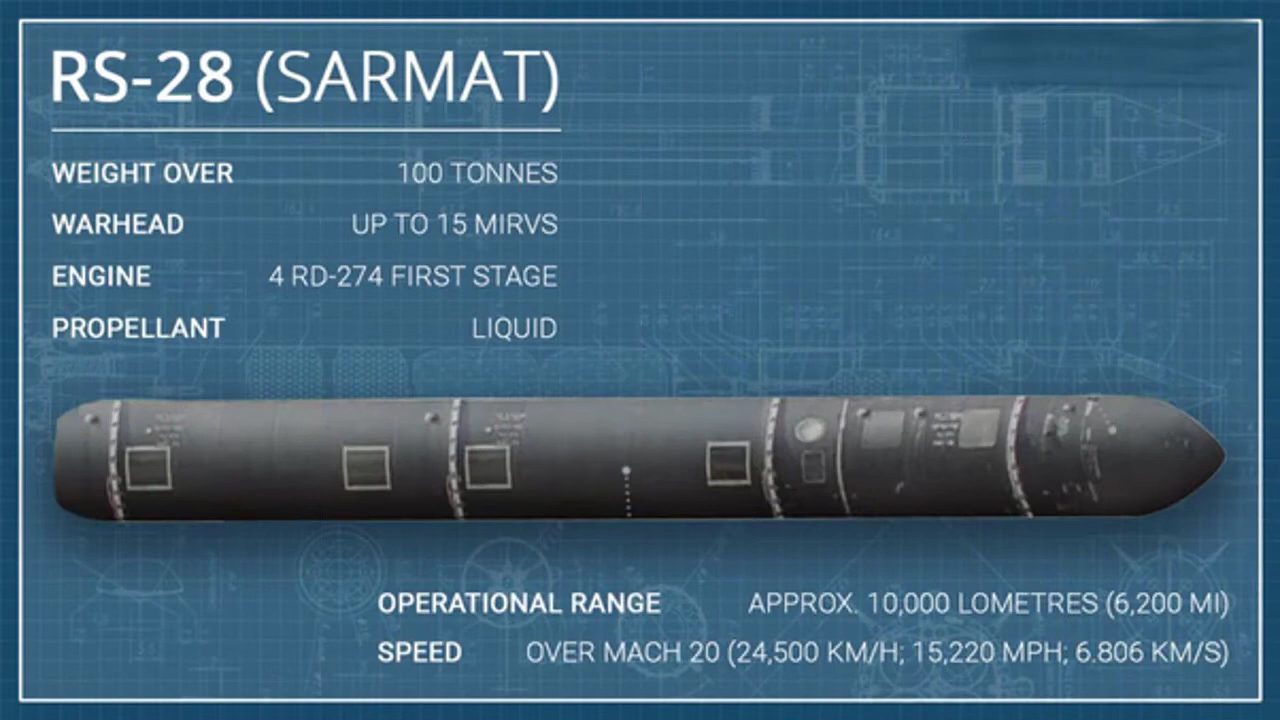 RS-28 (SARMAT)
WEIGHT OVER 100 TONNES
WARHEAD UP TO 15 MIRVS
ENGINE 4 RD-274 FIRST STAGE
PROPELLANT LIQUID
OPERATIONAL RANGE APPROX. 10,000 LOMETRES (6,200 MI)
SPEED OVER MACH 20 (24,500 KM/H; 15,220 MPH; 6.806 KM/S)